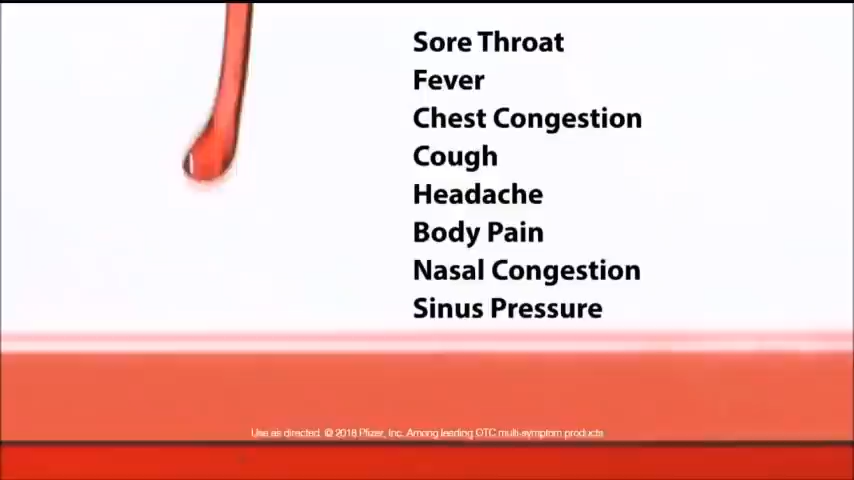 Sore Throat
Fever
Chest Congestion
Cough
Headache
Body Pain
Nasal Congestion
Sinus Pressure
Use as directed. © 2018 Pfizer, Inc. Among leading OTC multi-symptom products